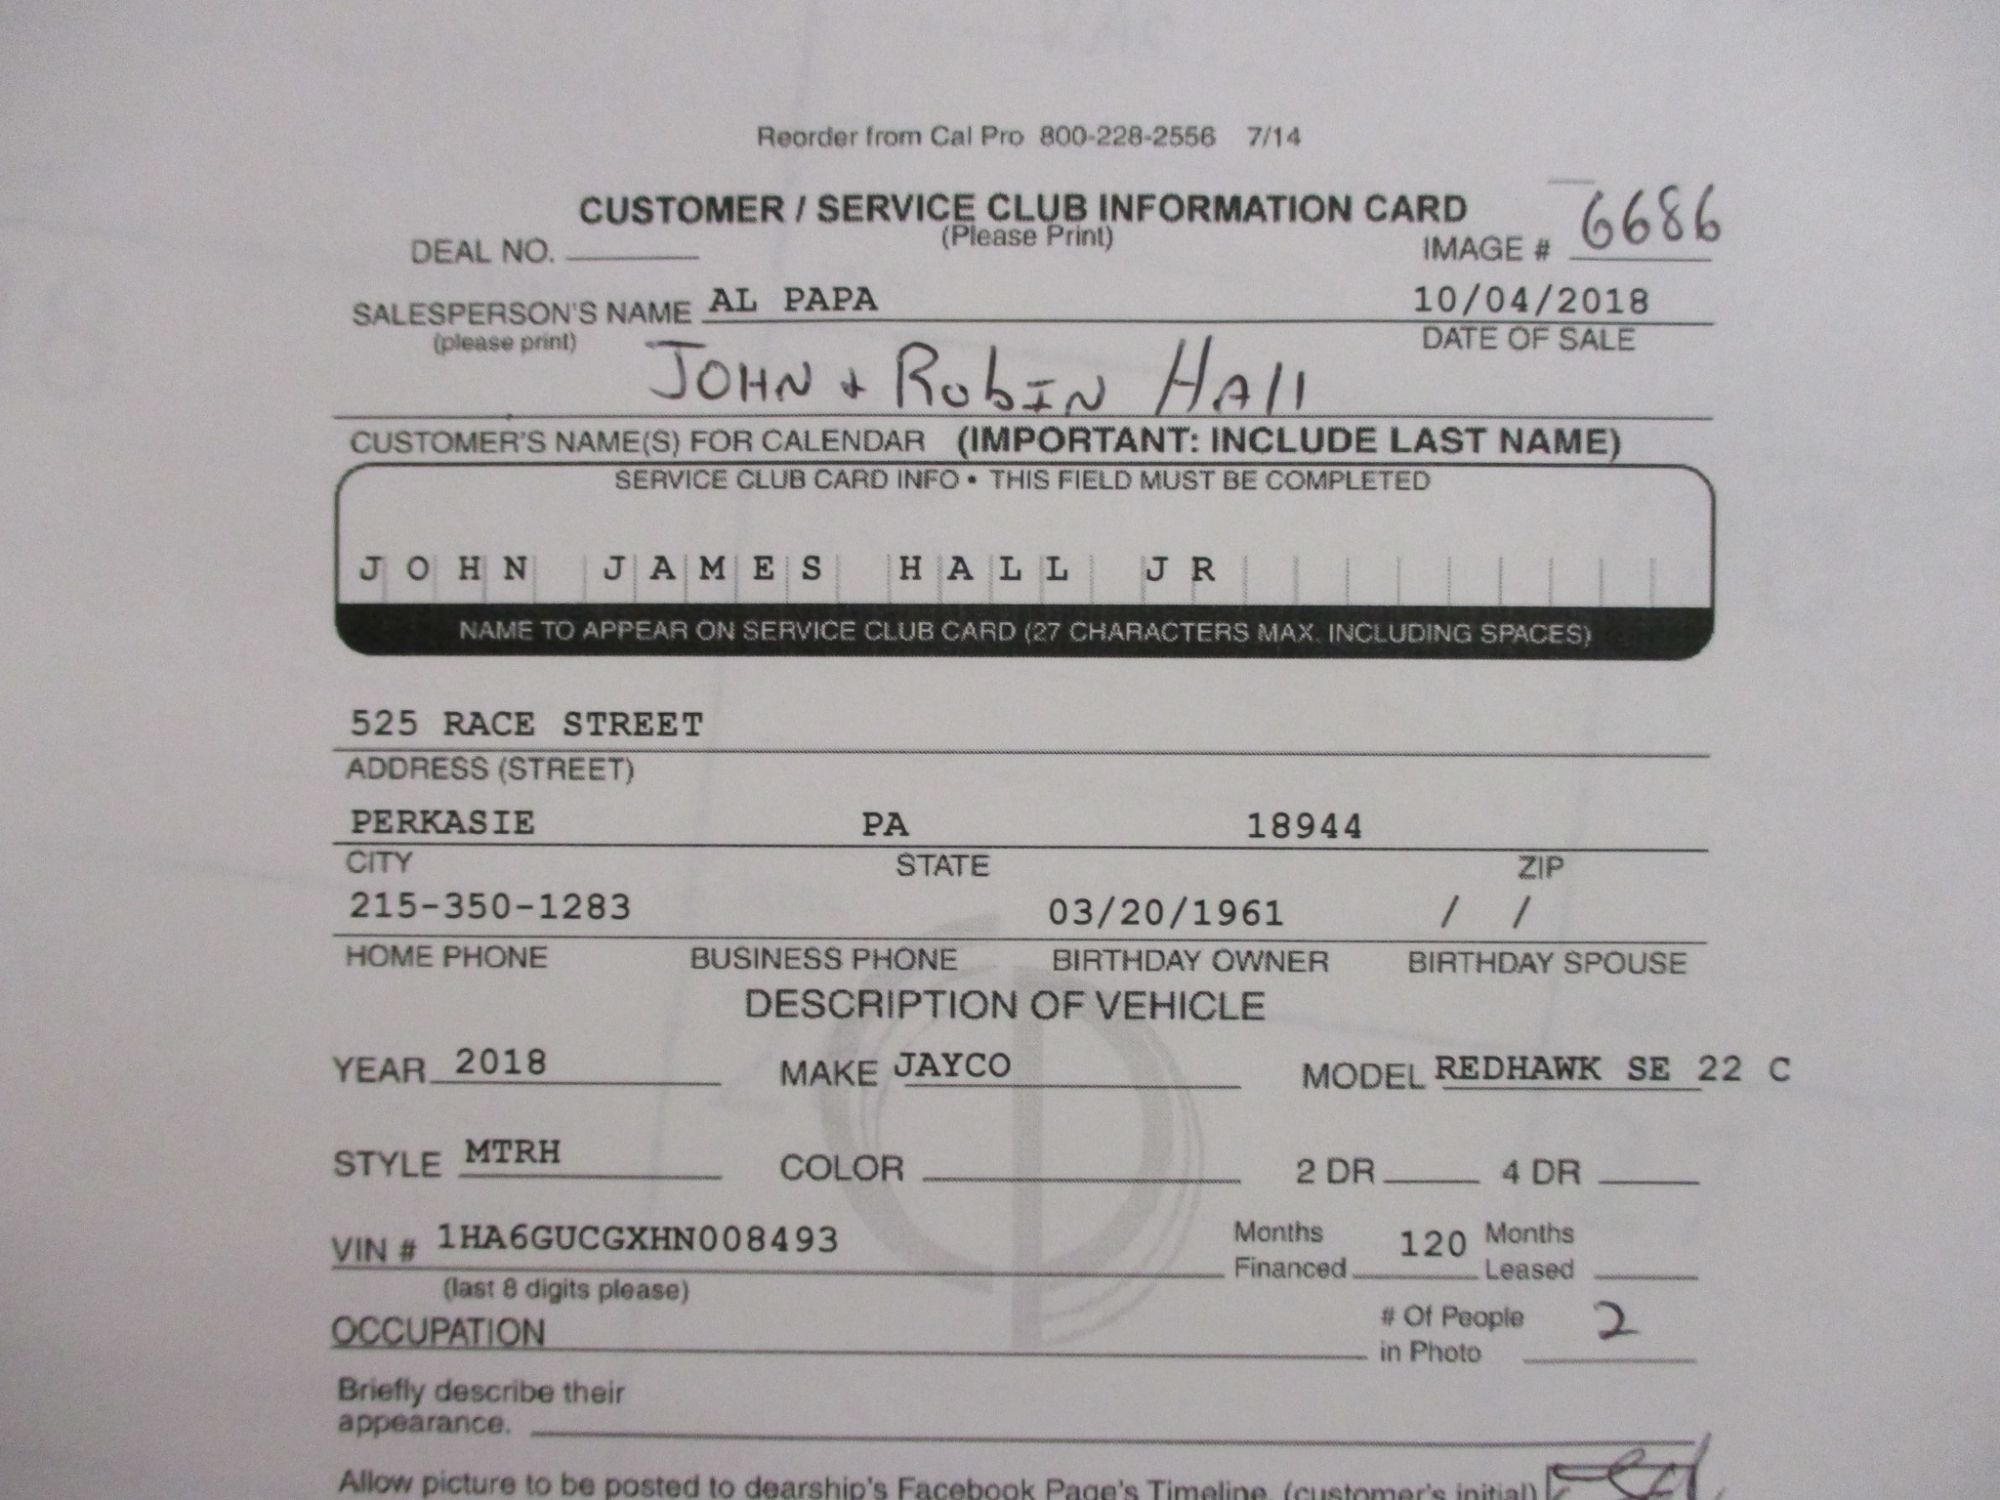 Reorder from Cal Pro 800-228-2556 7/14
CUSTOMER / SERVICE CLUB INFORMATION CARD
(Please Print)
DEAL NO. IMAGE # 6686
SALESPERSON'S NAME AL PAPA 10/04/2018
(please print) DATE OF SALE
JOHN + RobIN HAll
CUSTOMER'S NAME(S) FOR CALENDAR (IMPORTANT: INCLUDE LAST NAME)
SERVICE CLUB CARD INFO • THIS FIELD MUST BE COMPLETED
JOHN JAMES HALL JR
NAME TO APPEAR ON SERVICE CLUB CARD (27 CHARACTERS MAX. INCLUDING SPACES)
525 RACE STREET
ADDRESS (STREET)
PERKASIE PA 18944
CITY STATE ZIP
215-350-1283 03/20/1961 / /
HOME PHONE BUSINESS PHONE BIRTHDAY OWNER BIRTHDAY SPOUSE
DESCRIPTION OF VEHICLE
YEAR 2018 MAKE JAYCO MODEL REDHAWK SE 22 C
STYLE MTRH COLOR 2 DR 4 DR
VIN # 1HA6GUCGXHN008493 Months Financed 120 Months Leased
(last 8 digits please)
OCCUPATION # Of People in Photo 2
Briefly describe their
appearance.
Allow picture to be posted to dearship's Facebook Page's Timeline (customer's initial)